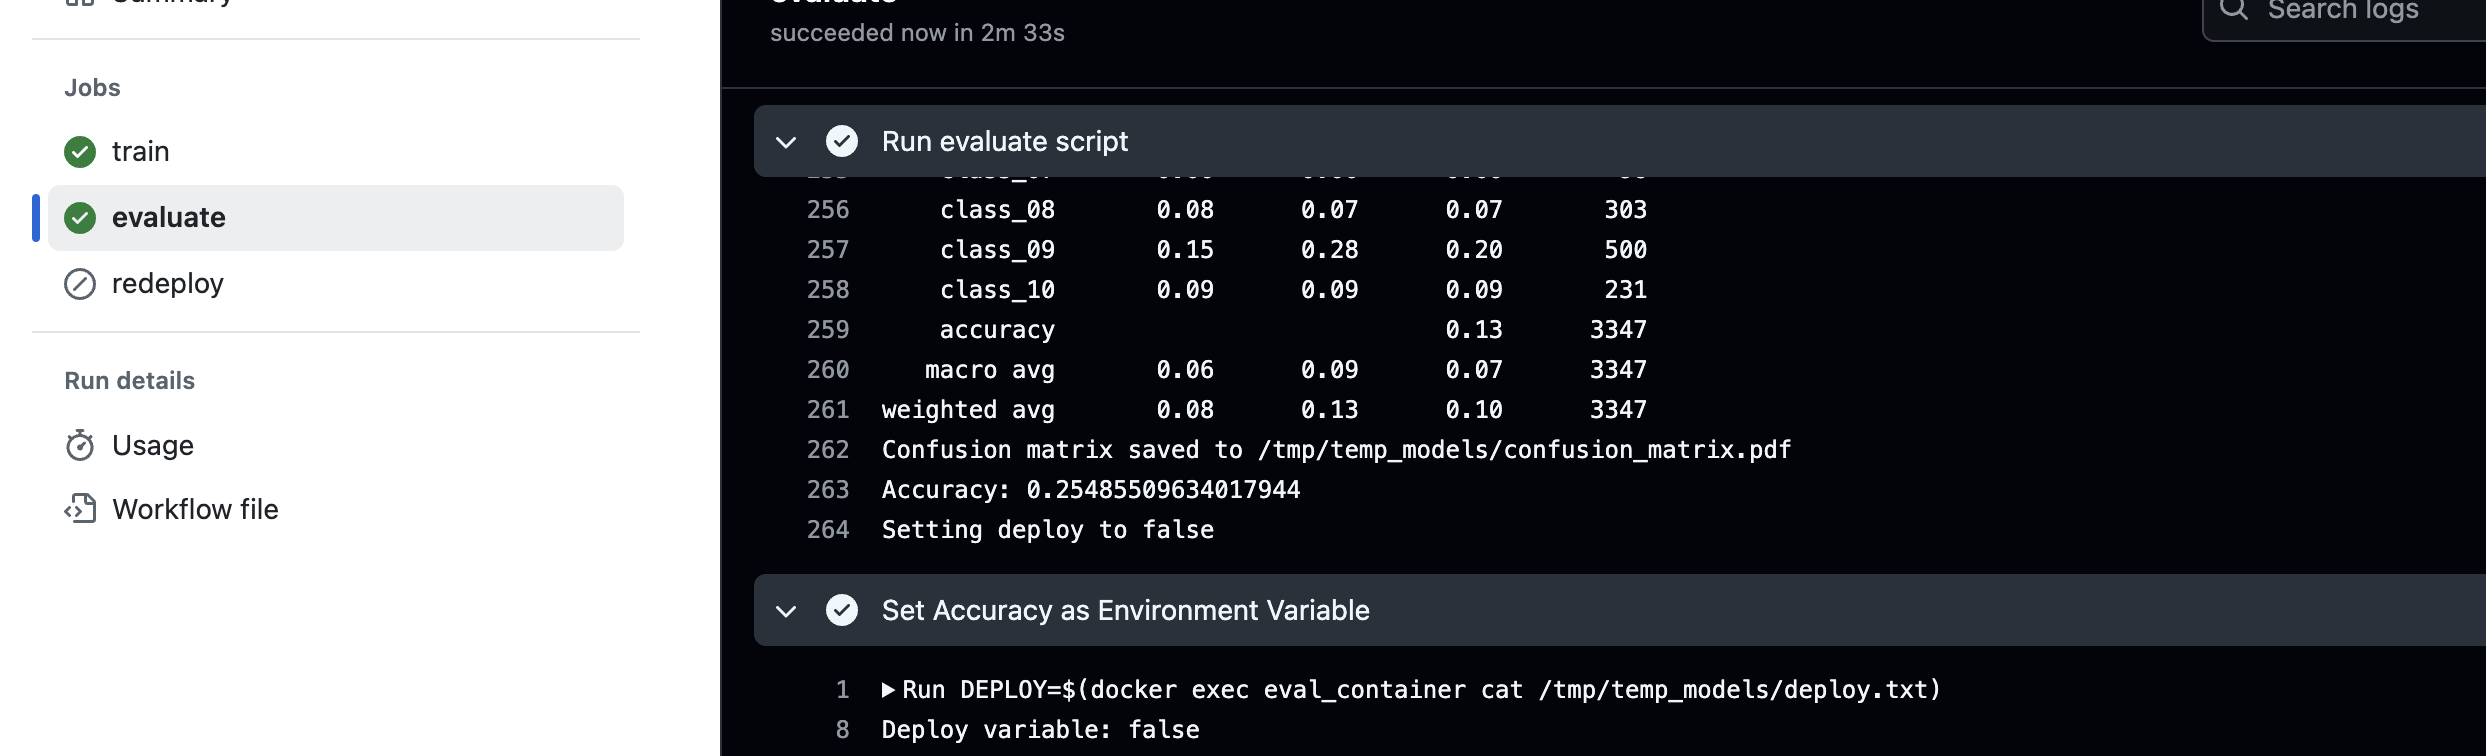 Summary
Jobs
train
evaluate
redeploy
Run details
Usage
Workflow file
evaluate
succeeded now in 2m 33s
Search logs
Run evaluate script
256 class_08 0.08 0.07 0.07 303
257 class_09 0.15 0.28 0.20 500
258 class_10 0.09 0.09 0.09 231
259 accuracy 0.13 3347
260 macro avg 0.06 0.09 0.07 3347
261 weighted avg 0.08 0.13 0.10 3347
262 Confusion matrix saved to /tmp/temp_models/confusion_matrix.pdf
263 Accuracy: 0.25485509634017944
264 Setting deploy to false
Set Accuracy as Environment Variable
1 Run DEPLOY=$(docker exec eval_container cat /tmp/temp_models/deploy.txt)
8 Deploy variable: false